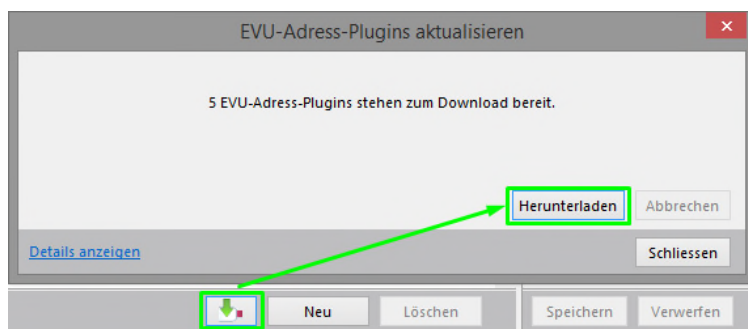 EVU-Adress-Plugins aktualisieren
5 EVU-Adress-Plugins stehen zum Download bereit.
Herunterladen Abbrechen
Details anzeigen Schliessen
Neu Löschen Speichern Verwerfen